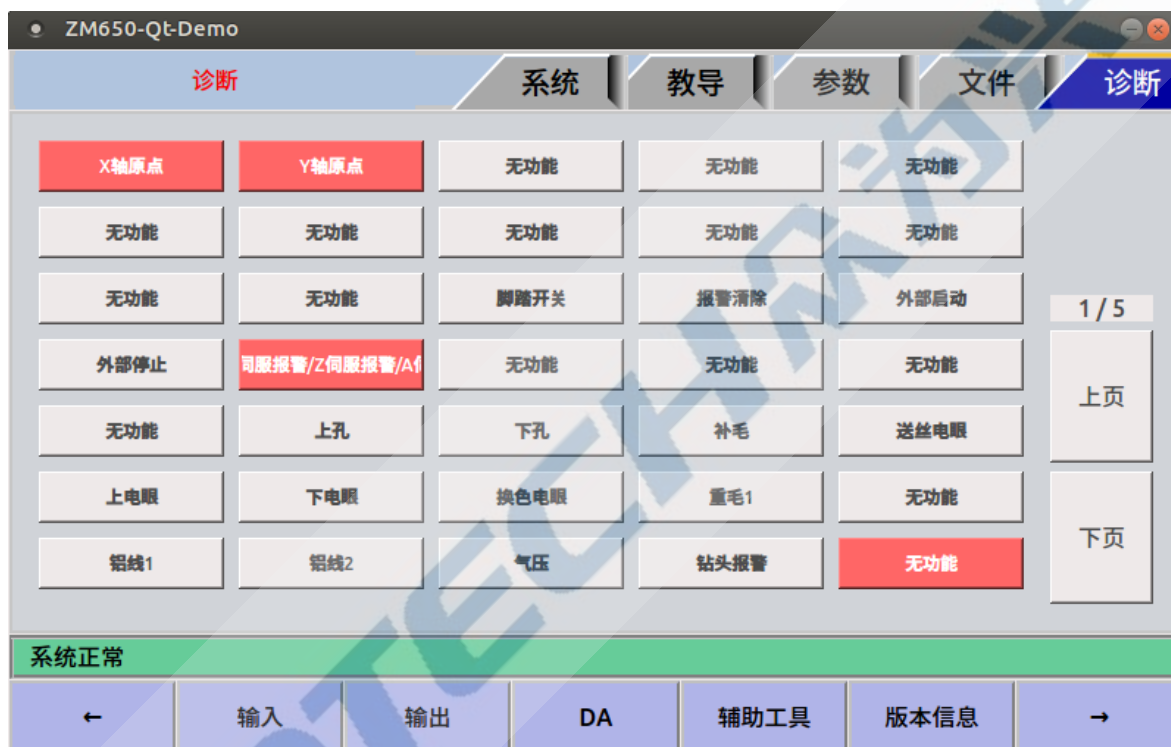 ZM650-Qt-Demo
诊断 系统 教导 参数 文件 诊断
X轴原点 Y轴原点 无功能 无功能 无功能
无功能 无功能 无功能 无功能 无功能
无功能 无功能 脚踏开关 报警清除 外部启动
1 / 5
外部停止 伺服报警/Z伺服报警/A伺 无功能 无功能 无功能
上页
无功能 上孔 下孔 补毛 送丝电眼
上电眼 下电眼 换色电眼 重毛1 无功能
下页
铝线1 铝线2 气压 钻头报警 无功能
系统正常
← 输入 输出 DA 辅助工具 版本信息 →
TECH 为兴